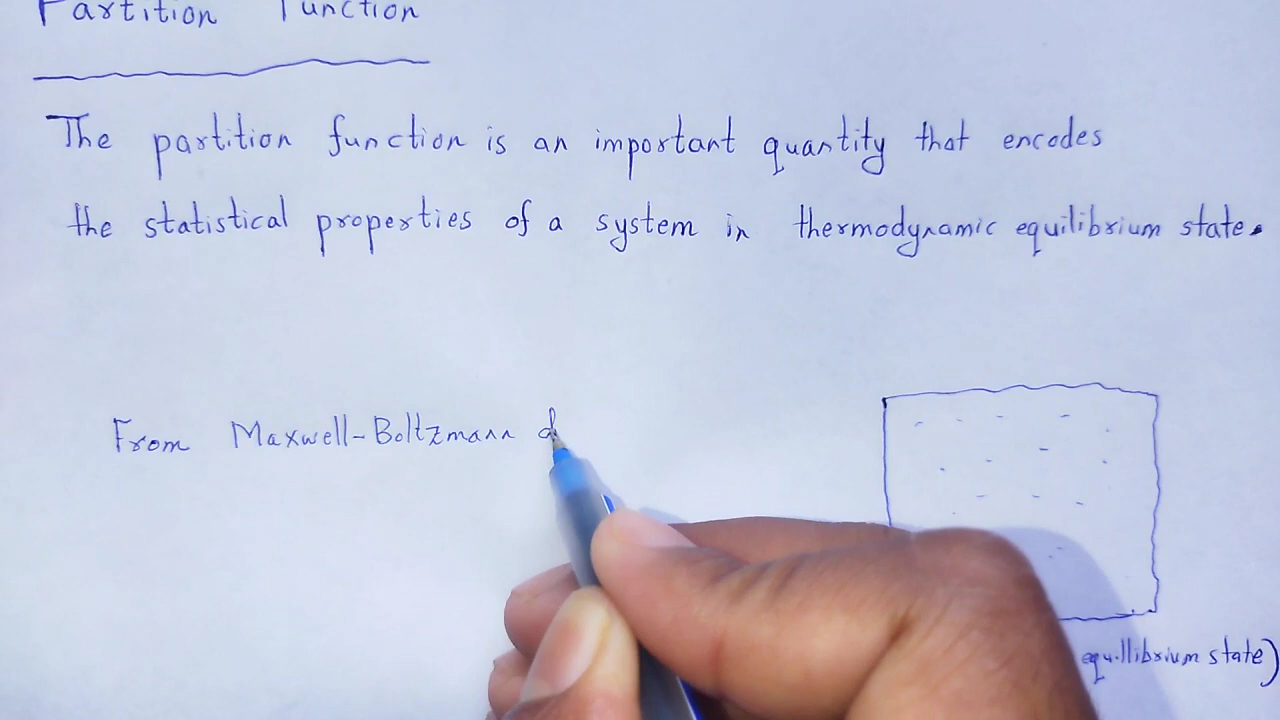 Partition Function
The partition function is an important quantity that encodes
the statistical properties of a system in thermodynamic equilibrium state.
From Maxwell-Boltzmann d
equillibrium state)